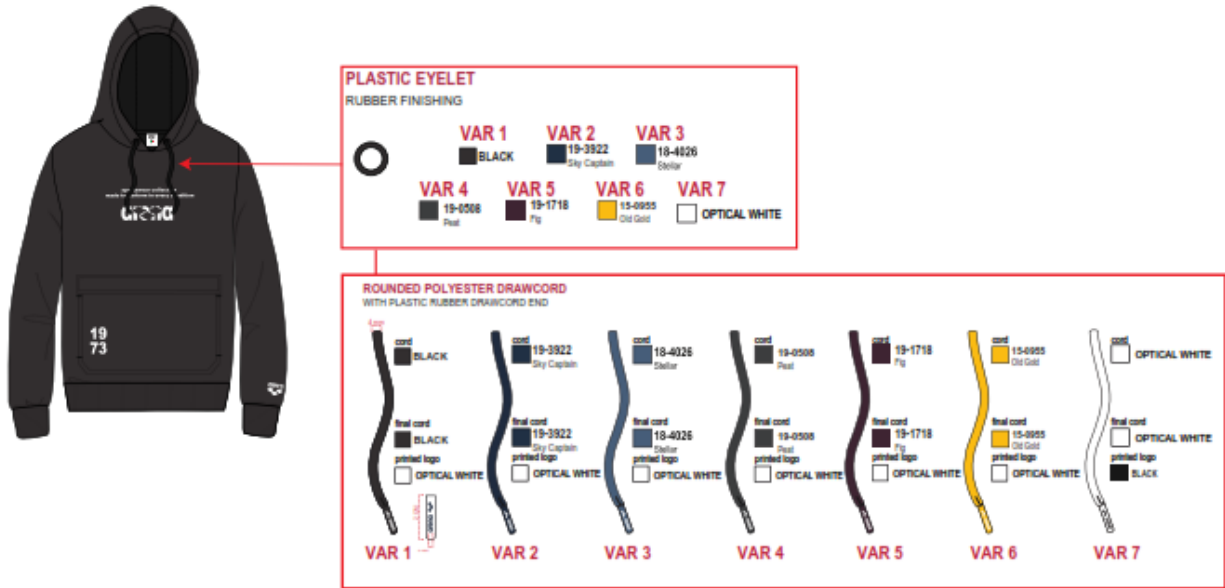 PLASTIC EYELET
RUBBER FINISHING
VAR 1 VAR 2 VAR 3
BLACK 19-3922 18-4026
Sky Captain Stellar
VAR 4 VAR 5 VAR 6 VAR 7
19-0508 19-1718 15-0955 OPTICAL WHITE
Peat Fig Old Gold
arena
19
73
ROUNDED POLYESTER DRAWCORD
WITH PLASTIC RUBBER DRAWCORD END
cord cord cord cord cord cord cord
BLACK 19-3922 18-4026 19-0508 19-1718 15-0955 OPTICAL WHITE
Sky Captain Stellar Peat Fig Old Gold
final cord final cord final cord final cord final cord final cord final cord
BLACK 19-3922 18-4026 19-0508 19-1718 15-0955 OPTICAL WHITE
Sky Captain Stellar Peat Fig Old Gold
printed logo printed logo printed logo printed logo printed logo printed logo printed logo
OPTICAL WHITE OPTICAL WHITE OPTICAL WHITE OPTICAL WHITE OPTICAL WHITE OPTICAL WHITE BLACK
VAR 1 VAR 2 VAR 3 VAR 4 VAR 5 VAR 6 VAR 7